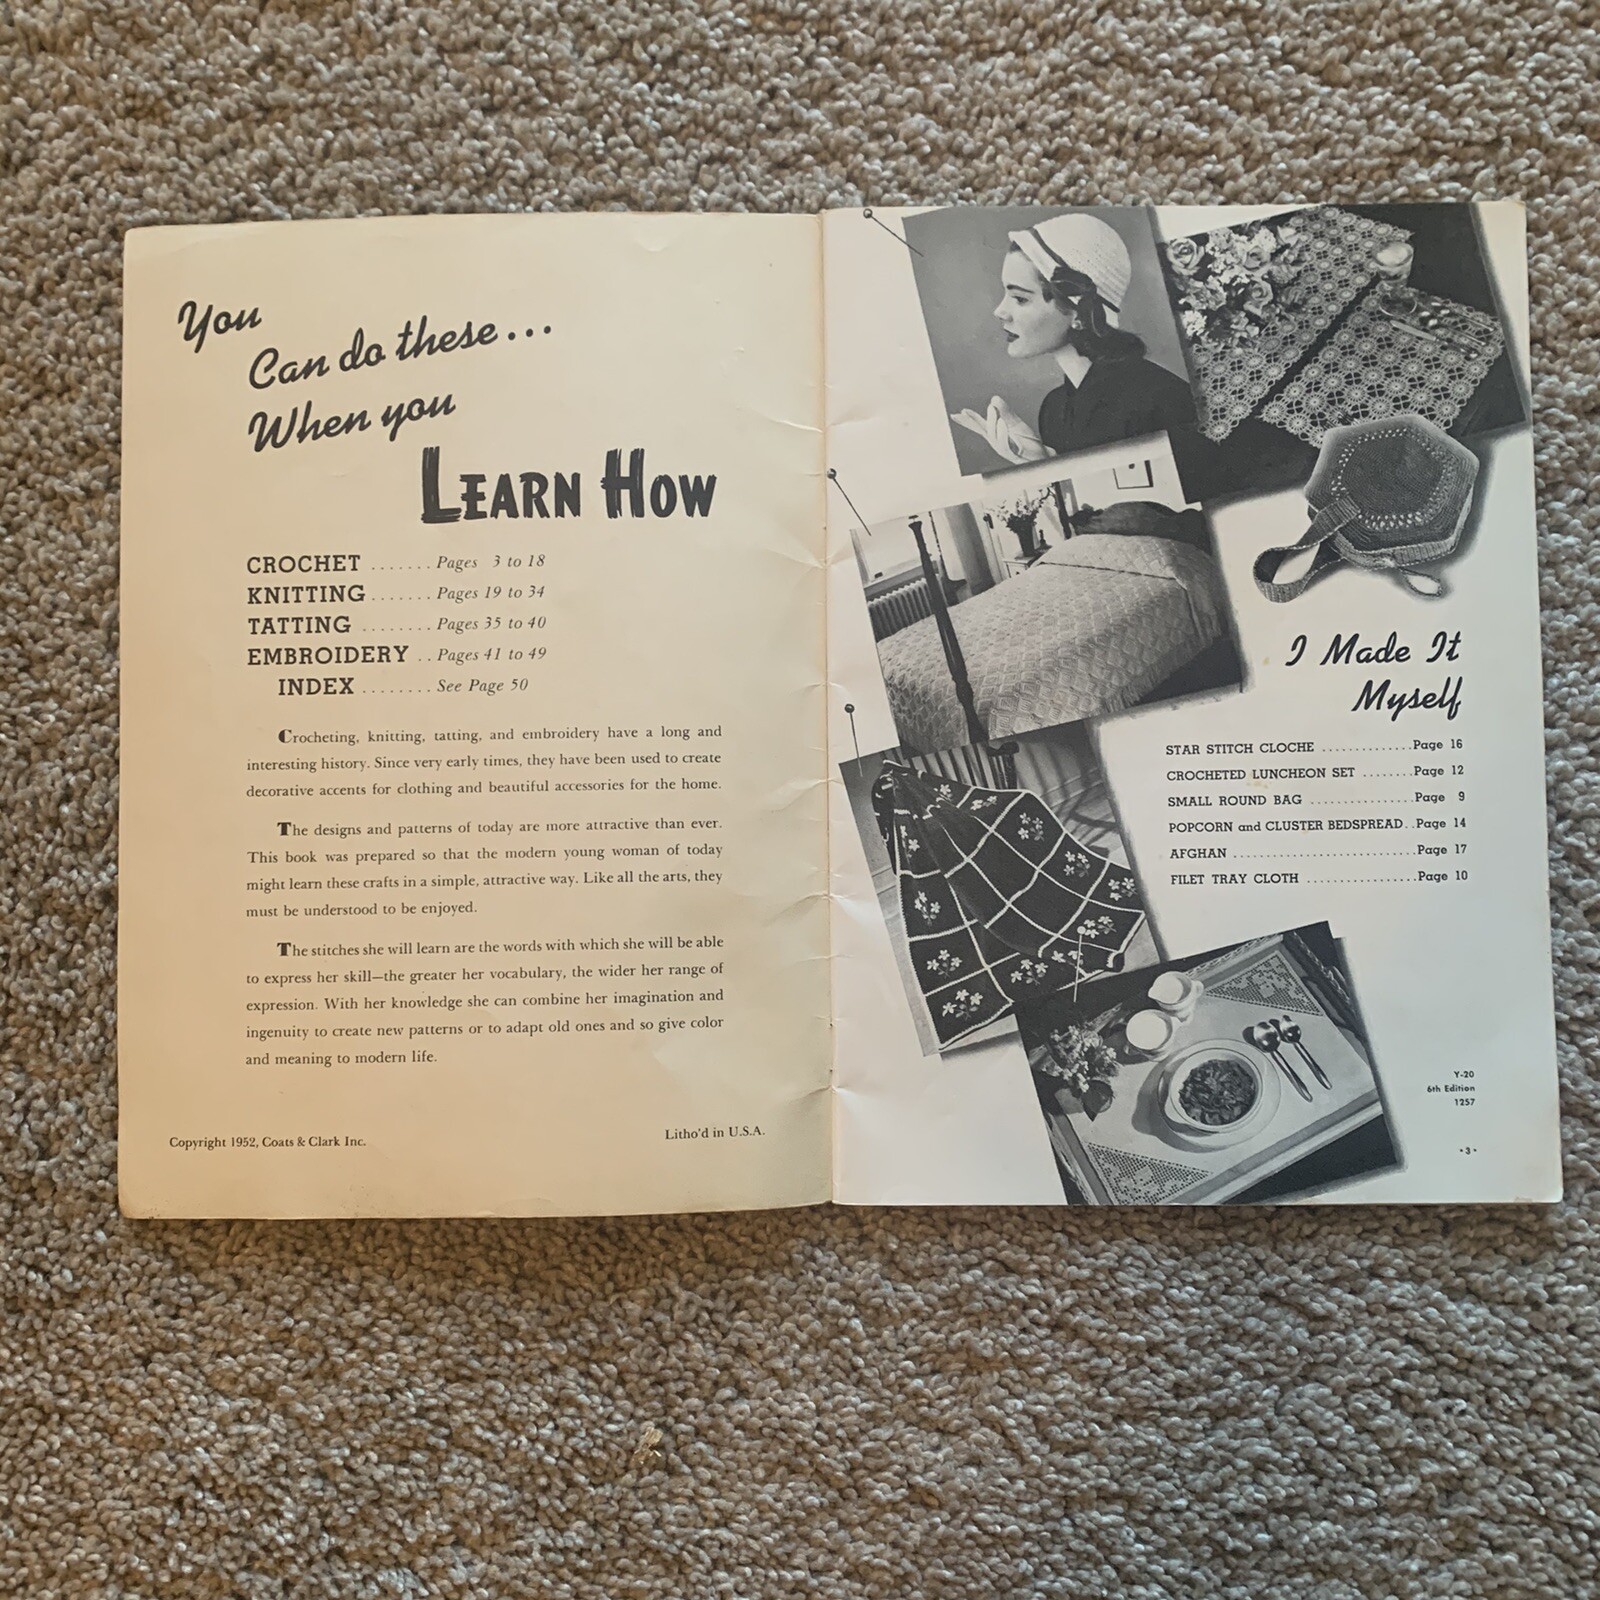 You
Can do these...
When you
LEARN HOW
CROCHET ....... Pages 3 to 18
KNITTING ....... Pages 19 to 34
TATTING ........ Pages 35 to 40
EMBROIDERY .. Pages 41 to 49
INDEX ........ See Page 50
Crocheting, knitting, tatting, and embroidery have a long and
interesting history. Since very early times, they have been used to create
decorative accents for clothing and beautiful accessories for the home.
The designs and patterns of today are more attractive than ever.
This book was prepared so that the modern young woman of today
might learn these crafts in a simple, attractive way. Like all the arts, they
must be understood to be enjoyed.
The stitches she will learn are the words with which she will be able
to express her skill—the greater her vocabulary, the wider her range of
expression. With her knowledge she can combine her imagination and
ingenuity to create new patterns or to adapt old ones and so give color
and meaning to modern life.
Copyright 1952, Coats & Clark Inc.
Litho'd in U.S.A.
I Made It
Myself
STAR STITCH CLOCHE ..............Page 16
CROCHETED LUNCHEON SET ........Page 12
SMALL ROUND BAG ................Page 9
POPCORN and CLUSTER BEDSPREAD..Page 14
AFGHAN ............................Page 17
FILET TRAY CLOTH .................Page 10
Y-20
6th Edition
1257
•3•